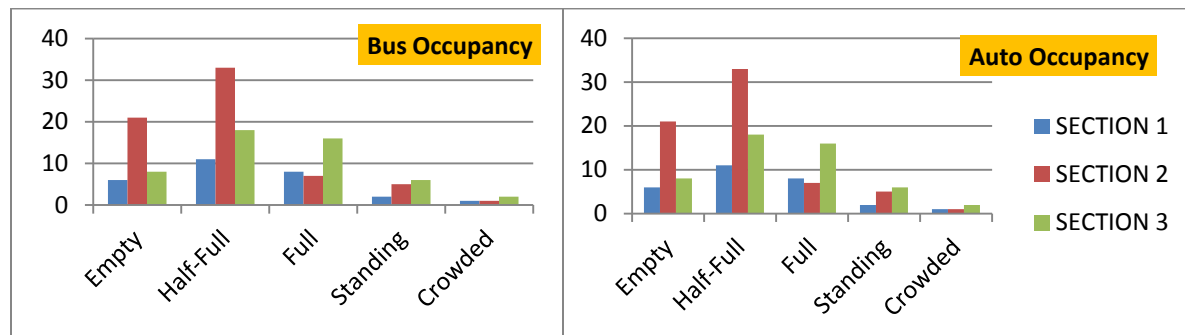 Bus Occupancy
40
30
20
10
0
Empty
Half-Full
Full
Standing
Crowded
Auto Occupancy
40
30
20
10
0
Empty
Half-Full
Full
Standing
Crowded
SECTION 1
SECTION 2
SECTION 3